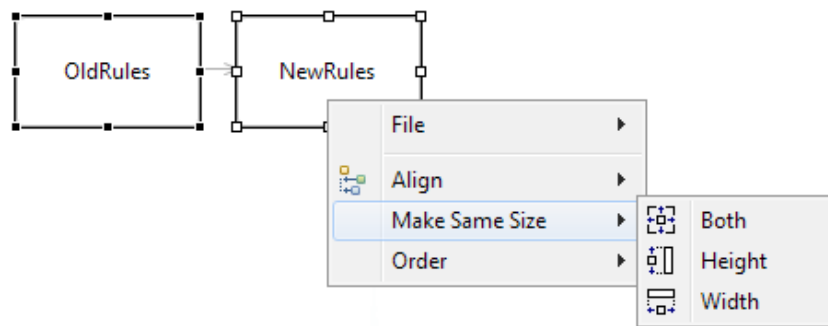 OldRules
NewRules
File
Align
Make Same Size
Order
Both
Height
Width